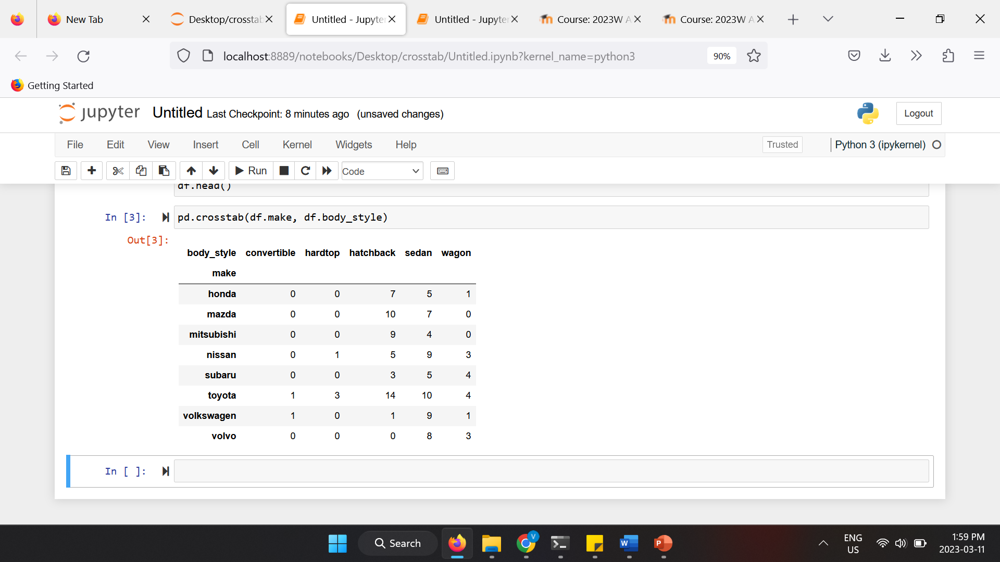 New Tab
Desktop/crosstab
Untitled - Jupyter
Untitled - Jupyter
Course: 2023W A
Course: 2023W A
localhost:8889/notebooks/Desktop/crosstab/Untitled.ipynb?kernel_name=python3
90%
Getting Started
jupyter Untitled Last Checkpoint: 8 minutes ago (unsaved changes)
Logout
File Edit View Insert Cell Kernel Widgets Help
Trusted
Python 3 (ipykernel)
Run
Code
df.head()
In [3]: pd.crosstab(df.make, df.body_style)
Out[3]:
body_style convertible hardtop hatchback sedan wagon
make
honda 0 0 7 5 1
mazda 0 0 10 7 0
mitsubishi 0 0 9 4 0
nissan 0 1 5 9 3
subaru 0 0 3 5 4
toyota 1 3 14 10 4
volkswagen 1 0 1 9 1
volvo 0 0 0 8 3
In [ ]:
Search
V
W
P
ENG
US
1:59 PM
2023-03-11